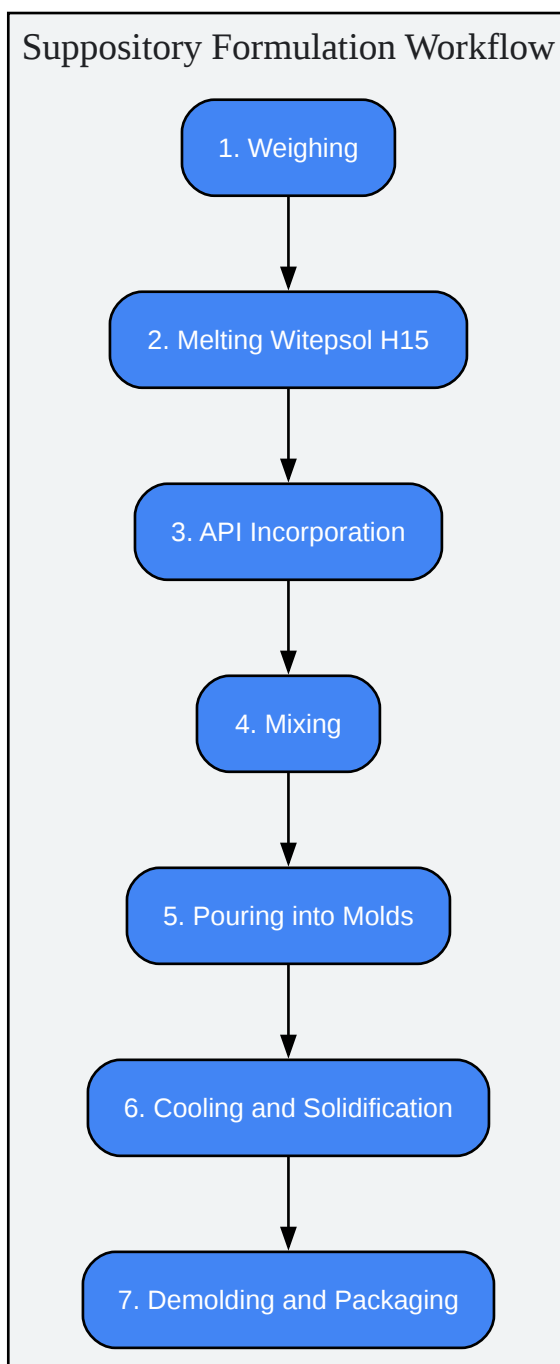 Suppository Formulation Workflow
1. Weighing
2. Melting Witepsol H15
3. API Incorporation
4. Mixing
5. Pouring into Molds
6. Cooling and Solidification
7. Demolding and Packaging